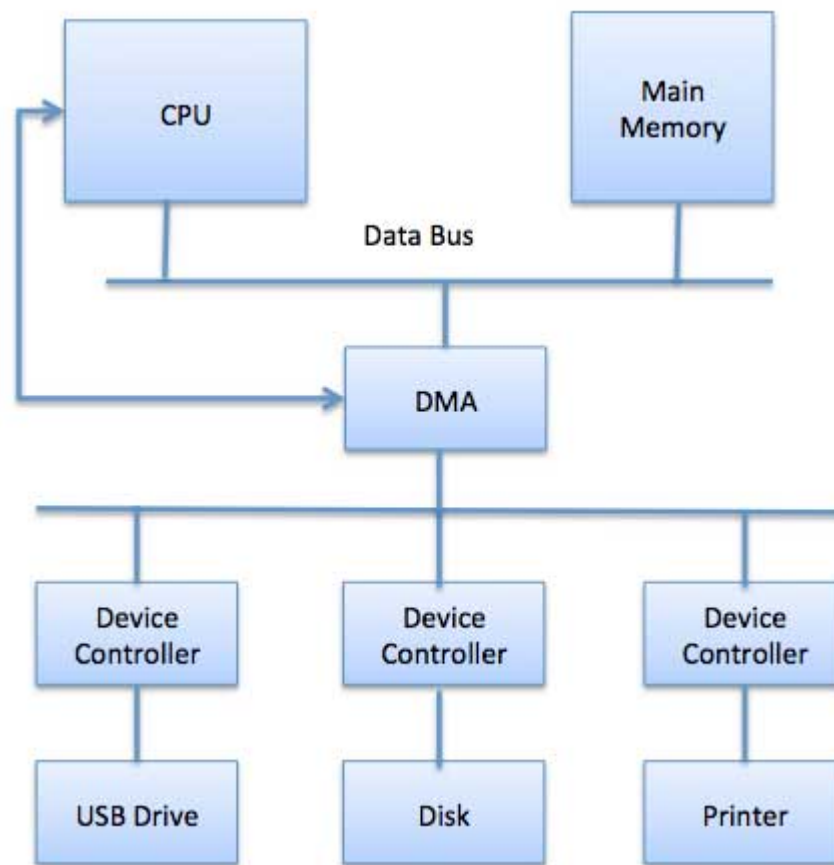 CPU
Main
Memory
Data Bus
DMA
Device
Controller
Device
Controller
Device
Controller
USB Drive
Disk
Printer